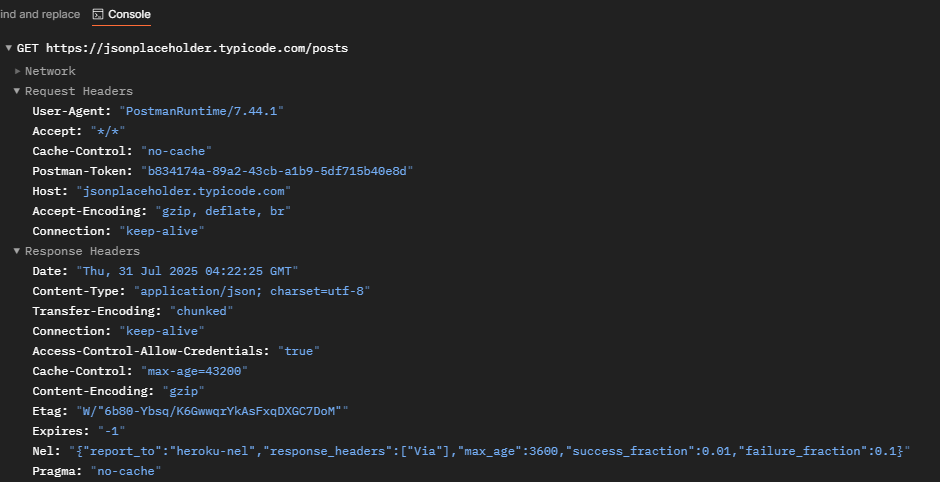 ind and replace Console
GET https://jsonplaceholder.typicode.com/posts
Network
Request Headers
User-Agent: "PostmanRuntime/7.44.1"
Accept: "*/*"
Cache-Control: "no-cache"
Postman-Token: "b834174a-89a2-43cb-a1b9-5df715b40e8d"
Host: "jsonplaceholder.typicode.com"
Accept-Encoding: "gzip, deflate, br"
Connection: "keep-alive"
Response Headers
Date: "Thu, 31 Jul 2025 04:22:25 GMT"
Content-Type: "application/json; charset=utf-8"
Transfer-Encoding: "chunked"
Connection: "keep-alive"
Access-Control-Allow-Credentials: "true"
Cache-Control: "max-age=43200"
Content-Encoding: "gzip"
Etag: "W/"6b80-Ybsq/K6GwwqrYkAsFxqDXGC7DoM""
Expires: "-1"
Nel: "{"report_to":"heroku-nel","response_headers":["Via"],"max_age":3600,"success_fraction":0.01,"failure_fraction":0.1}"
Pragma: "no-cache"